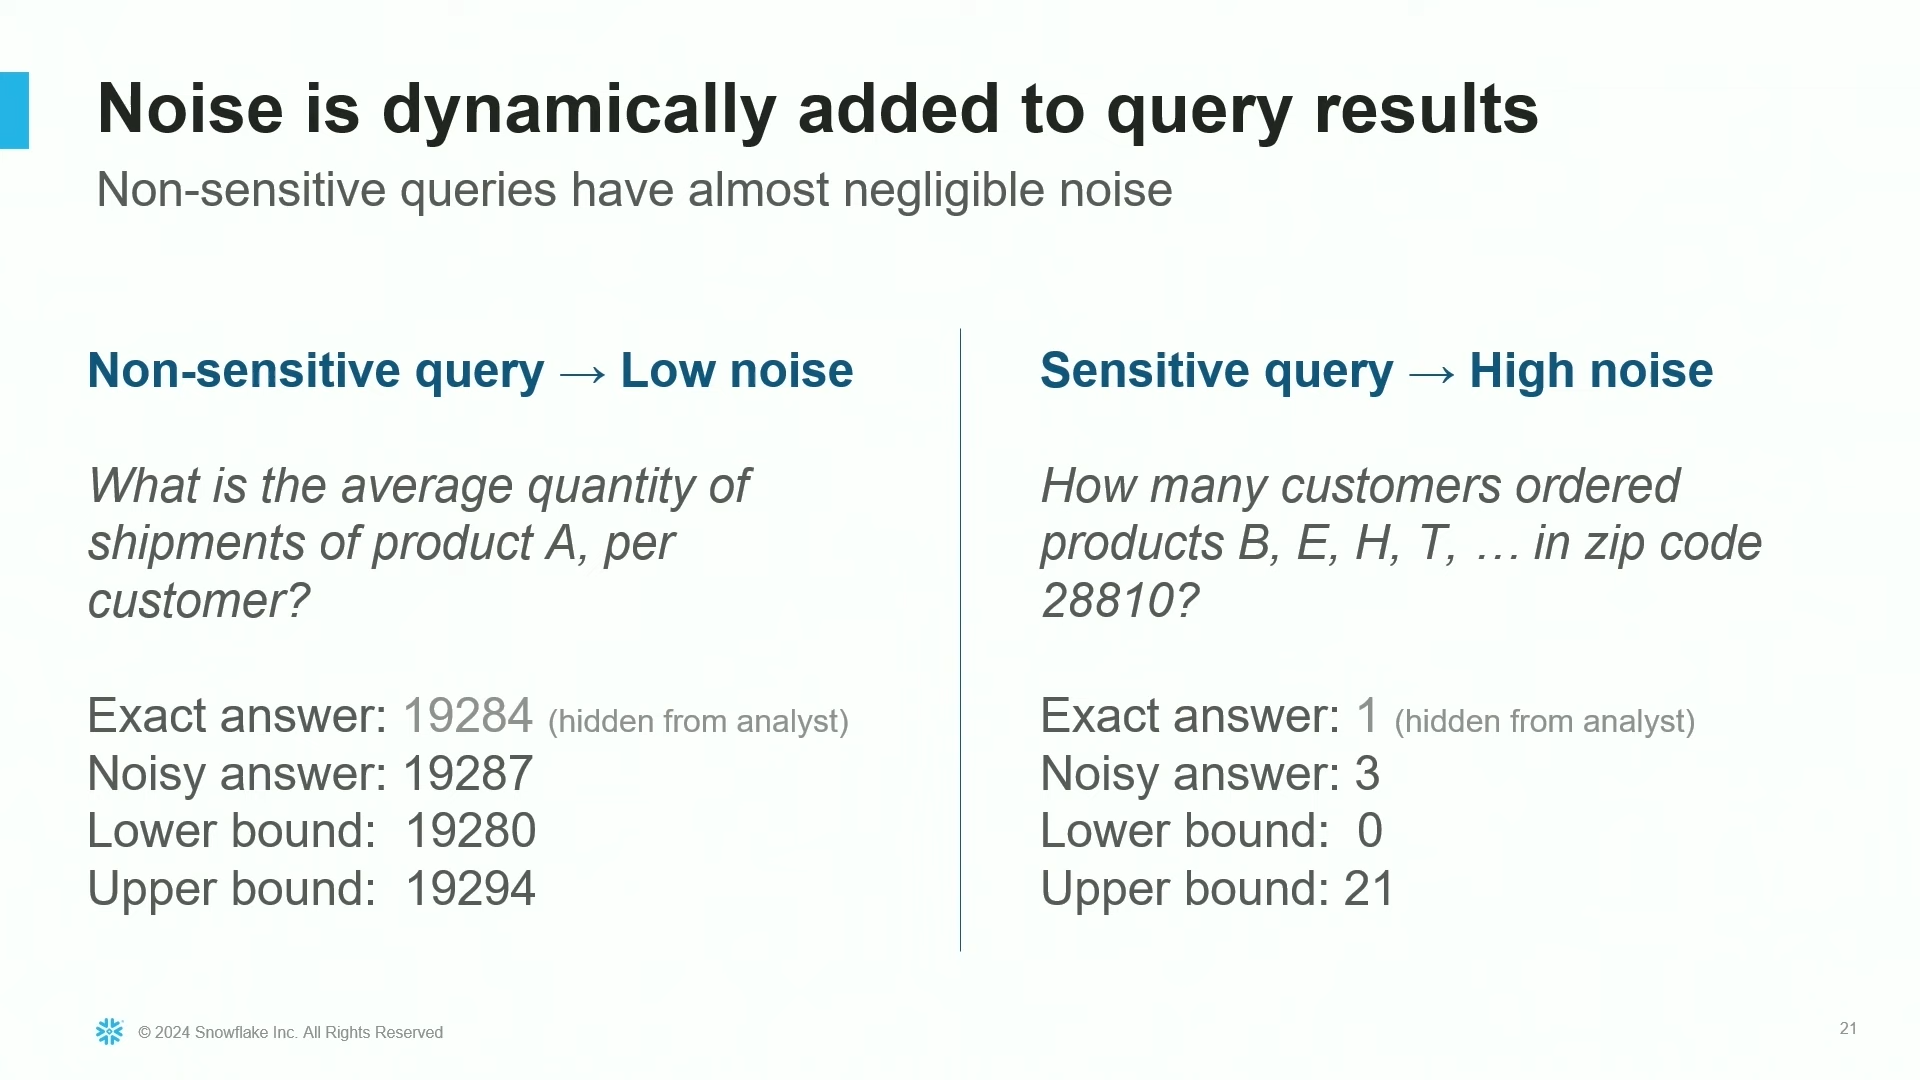 Noise is dynamically added to query results
Non-sensitive queries have almost negligible noise
Non-sensitive query → Low noise
What is the average quantity of
shipments of product A, per
customer?
Exact answer: 19284 (hidden from analyst)
Noisy answer: 19287
Lower bound: 19280
Upper bound: 19294
Sensitive query → High noise
How many customers ordered
products B, E, H, T, … in zip code
28810?
Exact answer: 1 (hidden from analyst)
Noisy answer: 3
Lower bound: 0
Upper bound: 21
© 2024 Snowflake Inc. All Rights Reserved
21